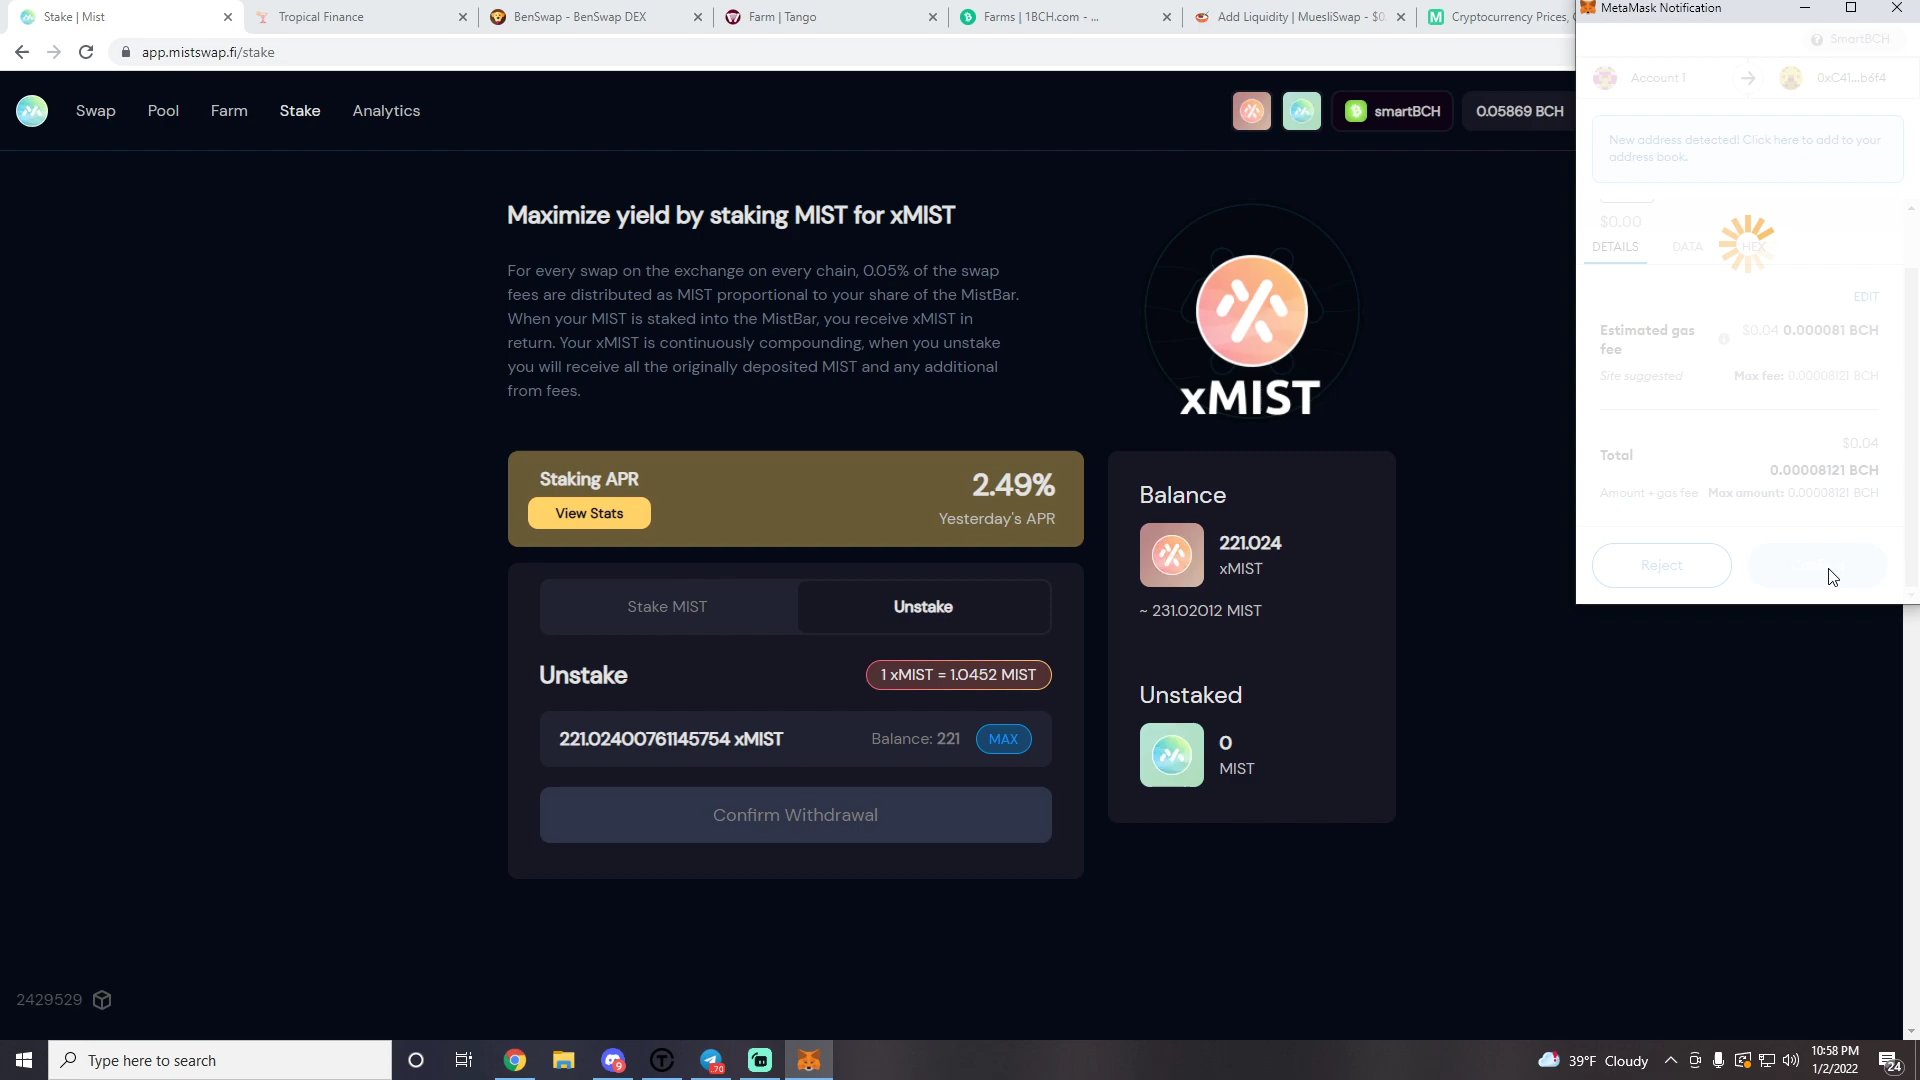 Stake | Mist
Tropical Finance
BenSwap - BenSwap DEX
Farm | Tango
Farms | 1BCH.com - ...
Add Liquidity | MuesliSwap - $0.
Cryptocurrency Prices,
MetaMask Notification
app.mistswap.fi/stake
SmartBCH
Account 1
0xC41...b6f4
Swap
Pool
Farm
Stake
Analytics
smartBCH
0.05869 BCH
New address detected! Click here to add to your
address book.
Maximize yield by staking MIST for xMIST
For every swap on the exchange on every chain, 0.05% of the swap
fees are distributed as MIST proportional to your share of the MistBar.
When your MIST is staked into the MistBar, you receive xMIST in
return. Your xMIST is continuously compounding, when you unstake
you will receive all the originally deposited MIST and any additional
from fees.
xMIST
$0.00
DETAILS
DATA
HEX
EDIT
Estimated gas
fee
$0.04 0.000081 BCH
Site suggested
Max fee: 0.00008121 BCH
$0.04
Total
0.00008121 BCH
Amount + gas fee
Max amount: 0.00008121 BCH
Reject
Staking APR
2.49%
View Stats
Yesterday's APR
Balance
221.024
xMIST
~ 231.02012 MIST
Stake MIST
Unstake
Unstake
1 xMIST = 1.0452 MIST
221.02400761145754 xMIST
Balance: 221
MAX
Confirm Withdrawal
Unstaked
0
MIST
2429529
Type here to search
9
70
39°F Cloudy
10:58 PM
1/2/2022
24